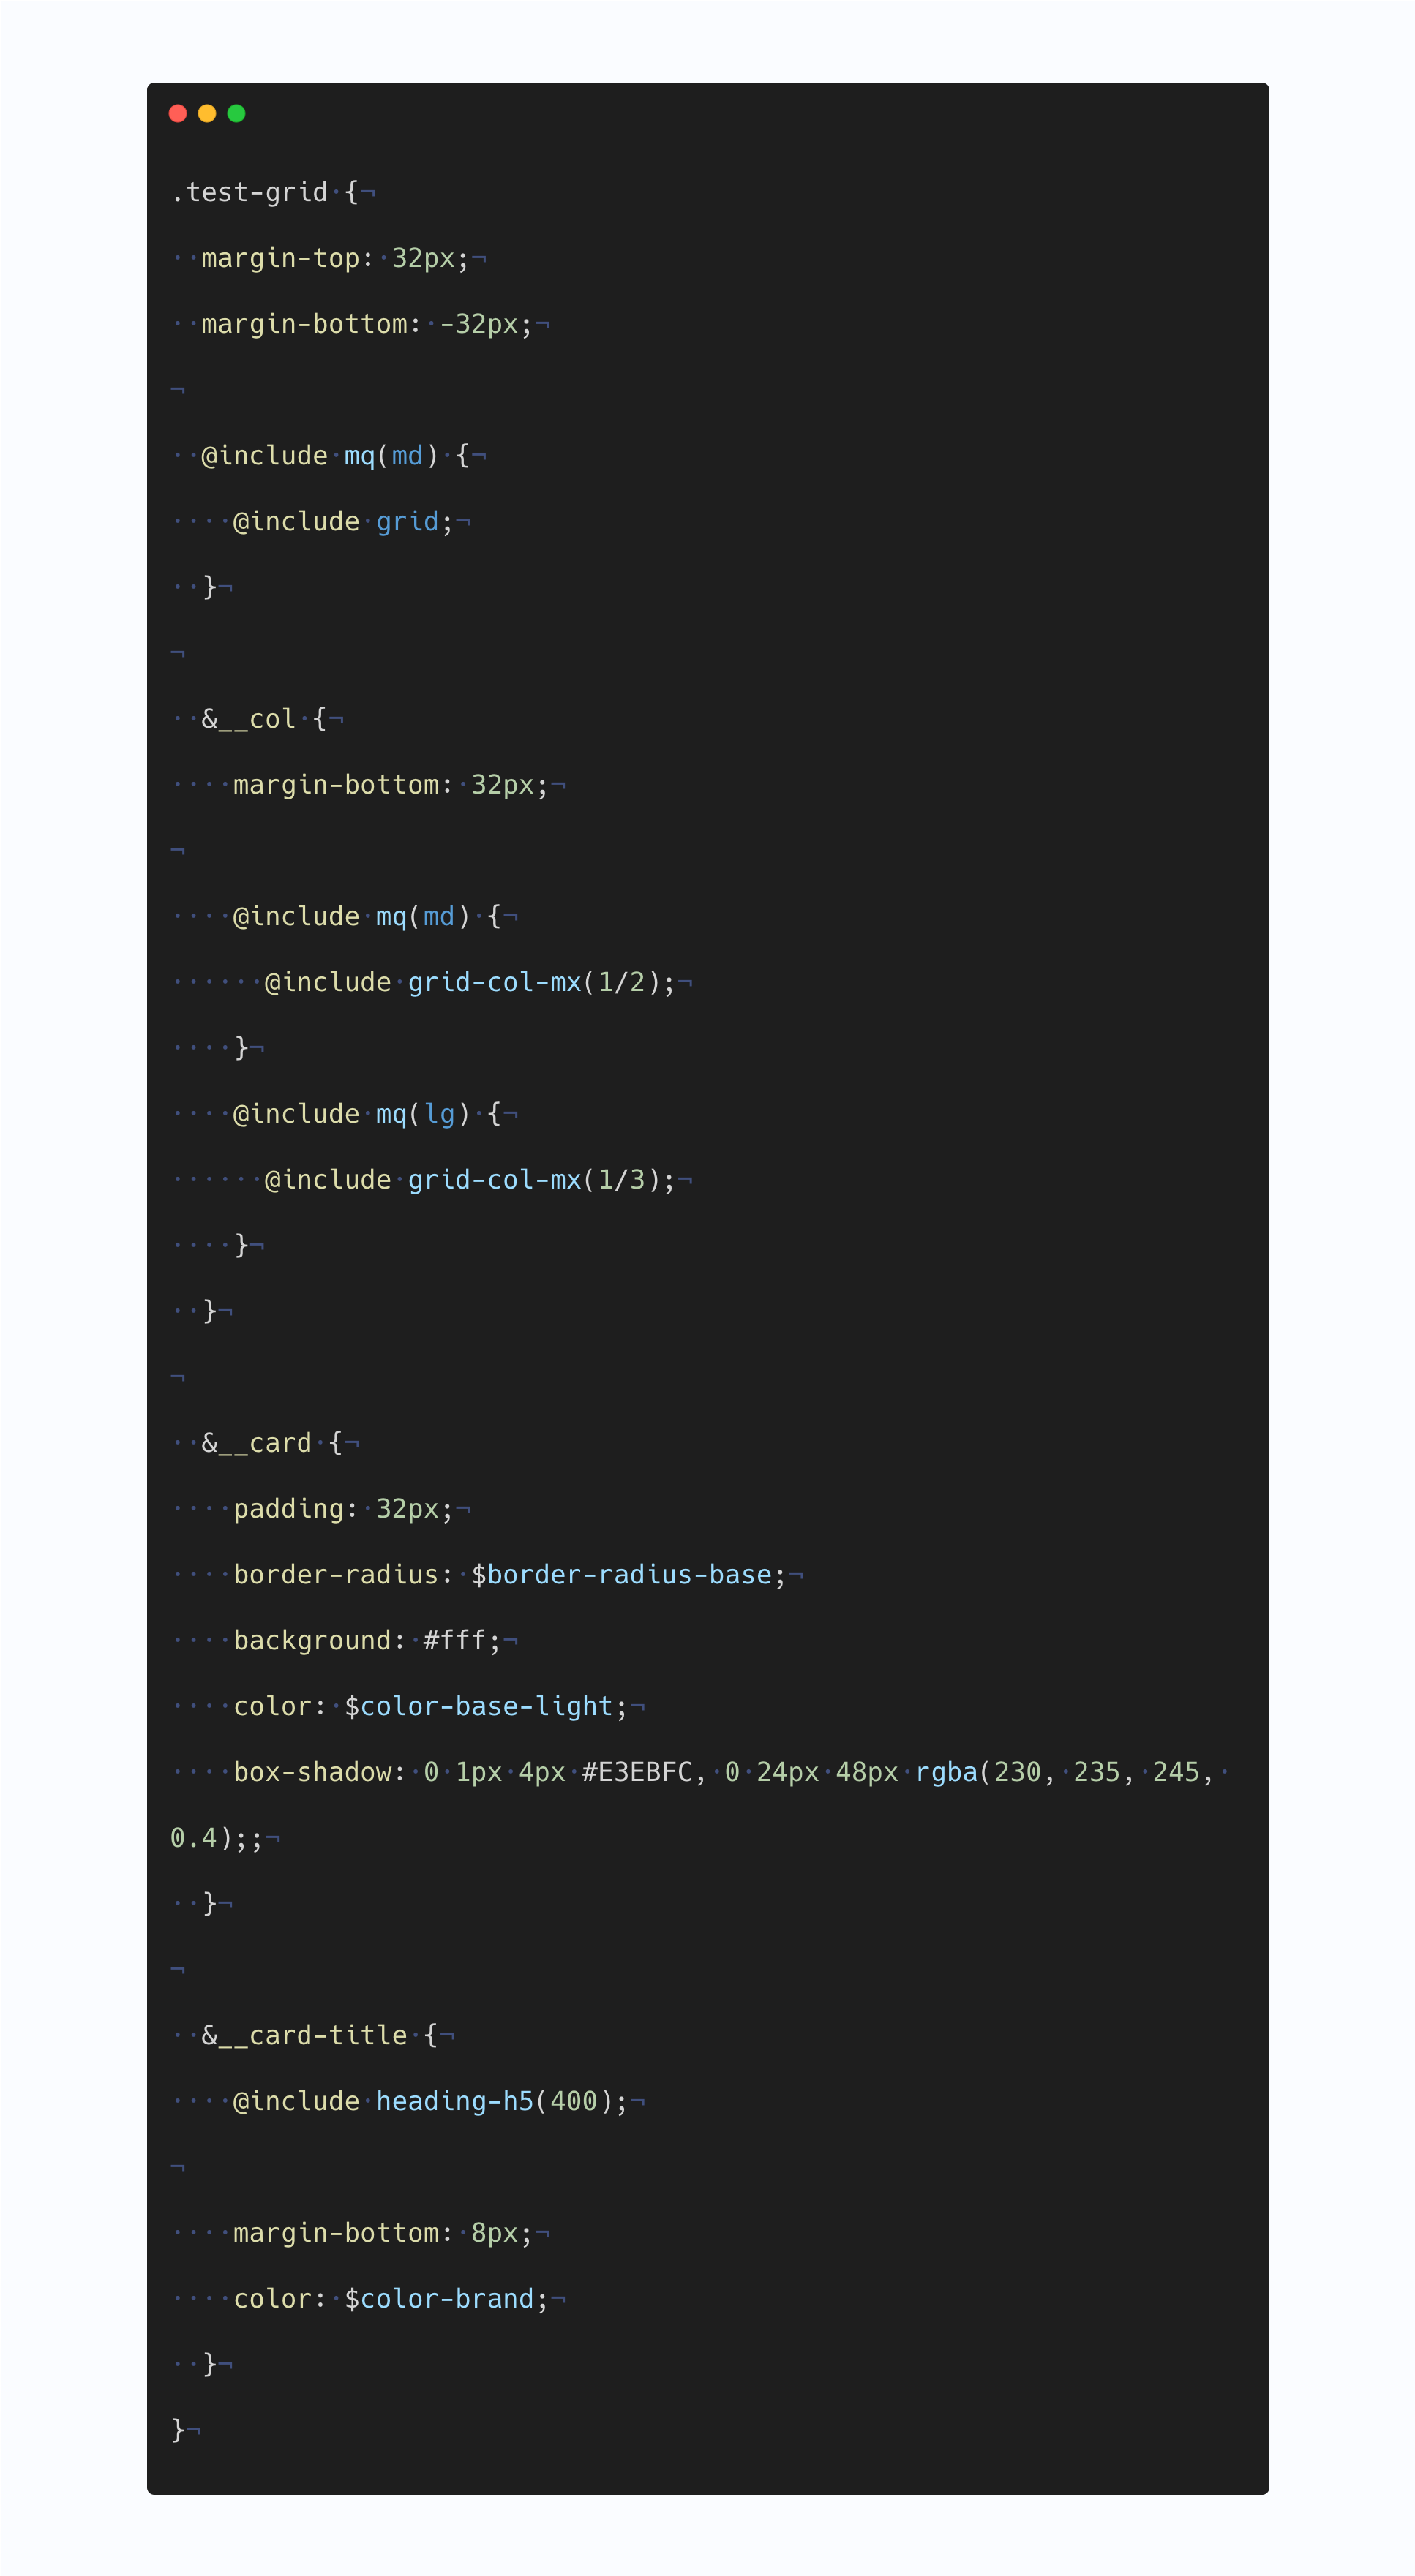 .test-grid·{¬
··margin-top:·32px;¬
··margin-bottom:·-32px;¬
¬
··@include·mq(md)·{¬
····@include·grid;¬
··}¬
¬
··&__col·{¬
····margin-bottom:·32px;¬
¬
····@include·mq(md)·{¬
······@include·grid-col-mx(1/2);¬
····}¬
····@include·mq(lg)·{¬
······@include·grid-col-mx(1/3);¬
····}¬
··}¬
¬
··&__card·{¬
····padding:·32px;¬
····border-radius:·$border-radius-base;¬
····background:·#fff;¬
····color:·$color-base-light;¬
····box-shadow:·0·1px·4px·#E3EBFC,·0·24px·48px·rgba(230,·235,·245,·
0.4);;¬
··}¬
¬
··&__card-title·{¬
····@include·heading-h5(400);¬
¬
····margin-bottom:·8px;¬
····color:·$color-brand;¬
··}¬
}¬